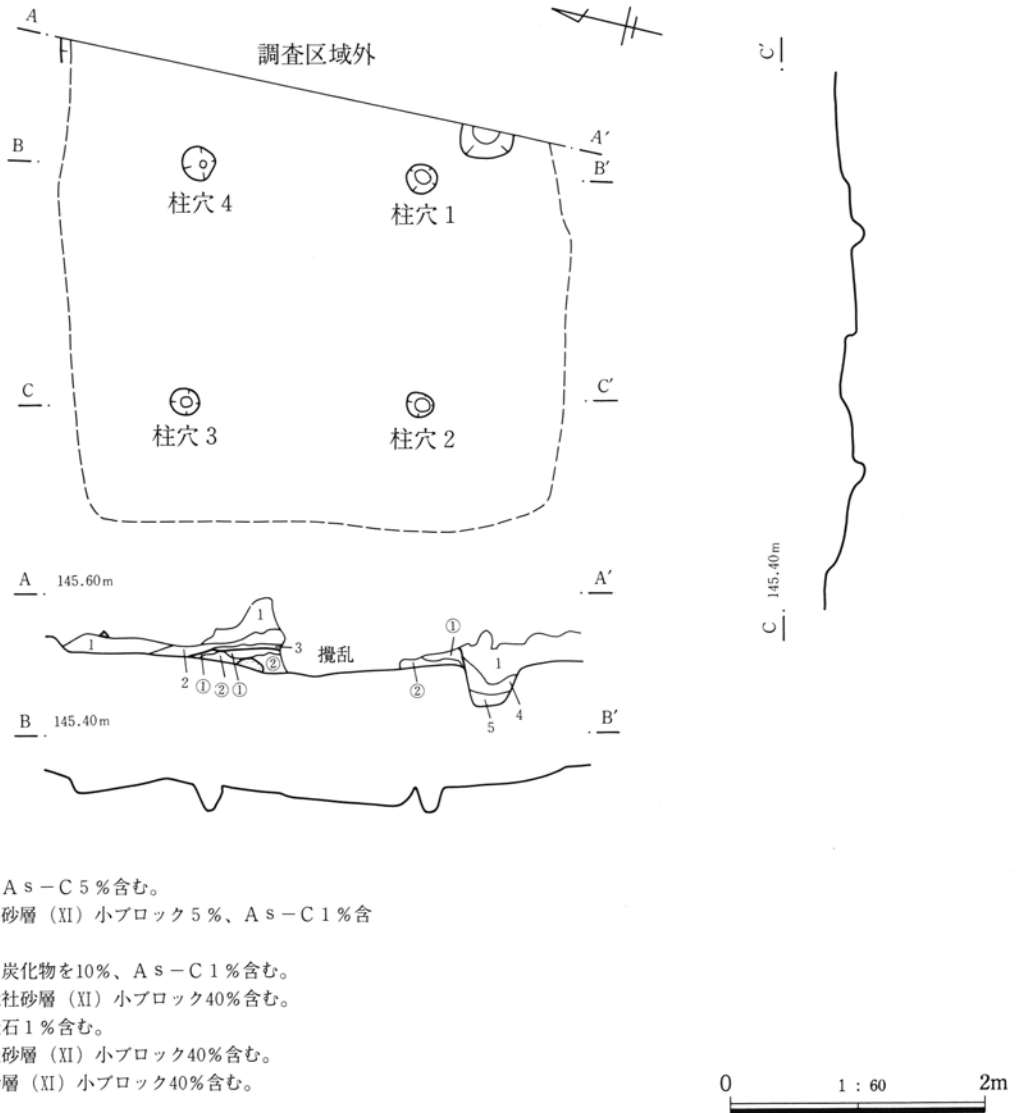 A
調査区域外
A′
B
B′
柱穴 4
柱穴 1
C
C′
柱穴 3
柱穴 2
C′
145.40m
C
A 145.60m
A′
1
①
1
3
攪乱
②
1
2 ① ② ①
②
4
5
B 145.40m
B′
Ａｓ－Ｃ５％含む。
砂層（XI）小ブロック５％、Ａｓ－Ｃ１％含
炭化物を10％、Ａｓ－Ｃ１％含む。
社砂層（XI）小ブロック40％含む。
石１％含む。
砂層（XI）小ブロック40％含む。
層（XI）小ブロック40％含む。
0 1：60 2m